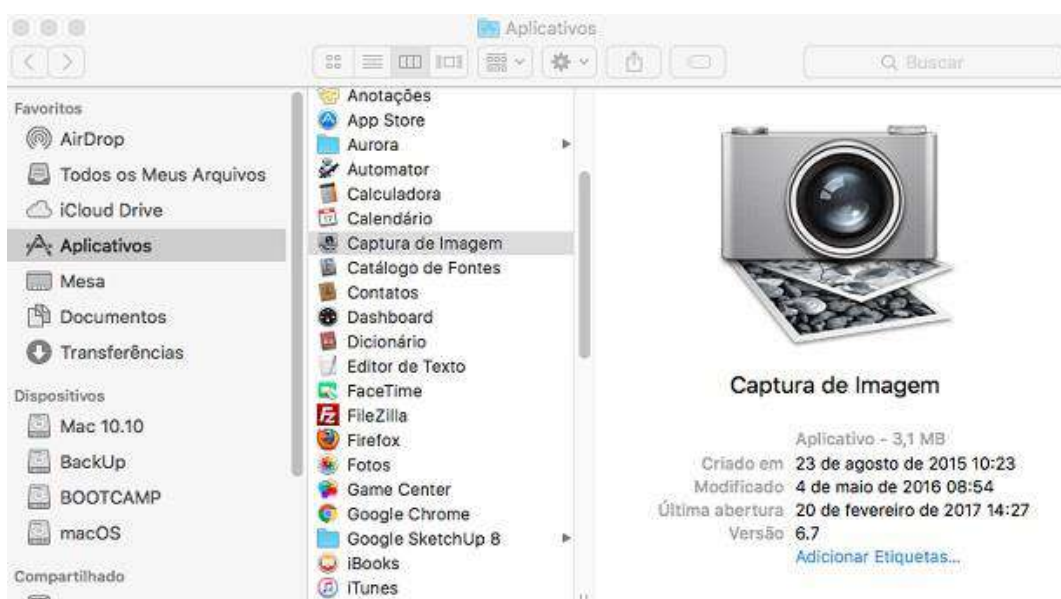 Aplicativos
Buscar
Favoritos
AirDrop
Todos os Meus Arquivos
iCloud Drive
Aplicativos
Mesa
Documentos
Transferências
Dispositivos
Mac 10.10
BackUp
BOOTCAMP
macOS
Compartilhado
Anotações
App Store
Aurora
Automator
Calculadora
Calendário
Captura de Imagem
Catálogo de Fontes
Contatos
Dashboard
Dicionário
Editor de Texto
FaceTime
FileZilla
Firefox
Fotos
Game Center
Google Chrome
Google SketchUp 8
iBooks
iTunes
Captura de Imagem
Aplicativo - 3,1 MB
Criado em 23 de agosto de 2015 10:23
Modificado 4 de maio de 2016 08:54
Última abertura 20 de fevereiro de 2017 14:27
Versão 6.7
Adicionar Etiquetas...